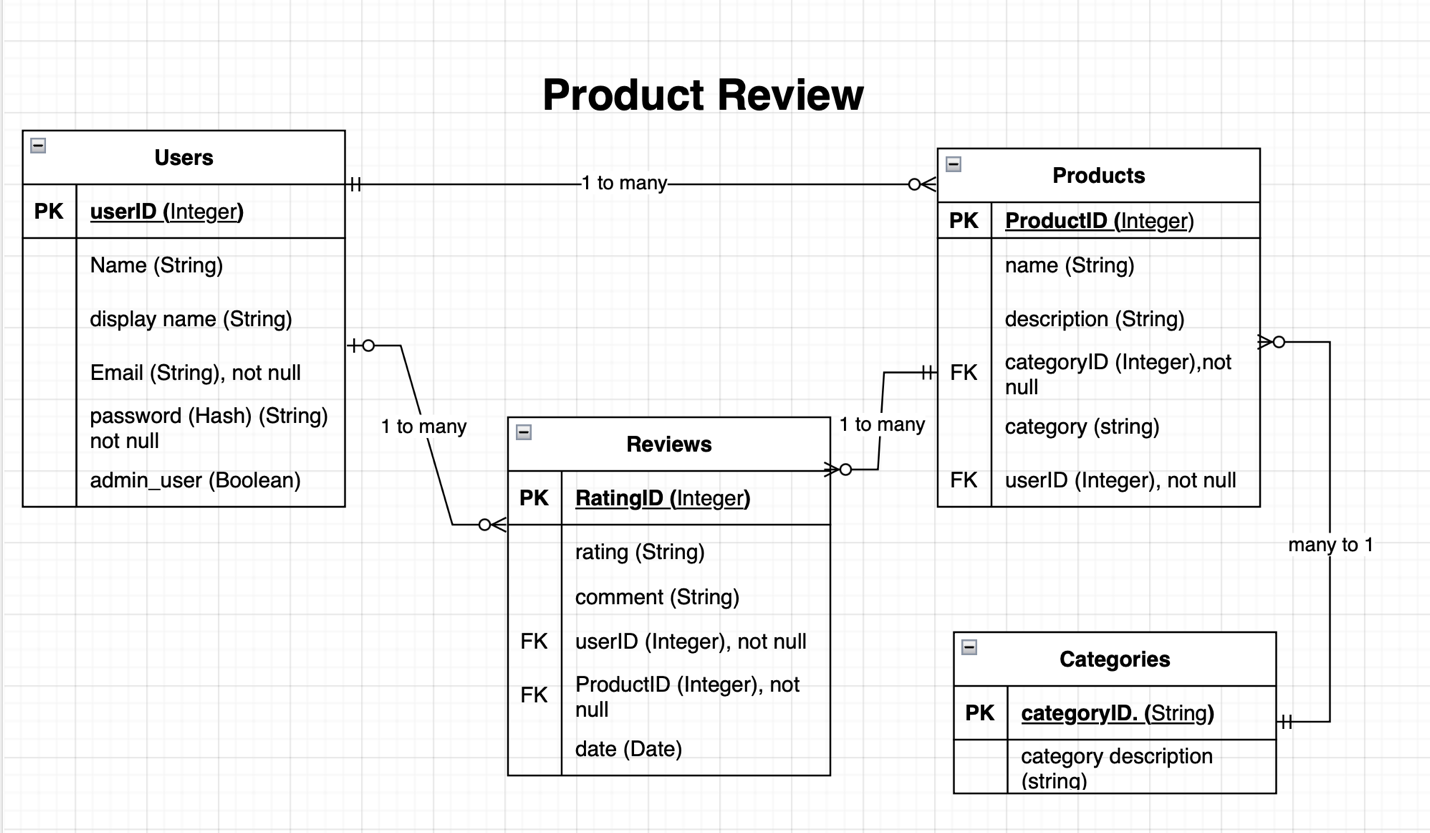 Product Review
Users
PK userID (Integer)
Name (String)
display name (String)
Email (String), not null
password (Hash) (String)
not null
admin_user (Boolean)
1 to many
Products
PK ProductID (Integer)
name (String)
description (String)
FK categoryID (Integer),not
null
category (string)
FK userID (Integer), not null
1 to many
1 to many
Reviews
PK RatingID (Integer)
rating (String)
comment (String)
FK userID (Integer), not null
FK ProductID (Integer), not
null
date (Date)
many to 1
Categories
PK categoryID. (String)
category description
(string)